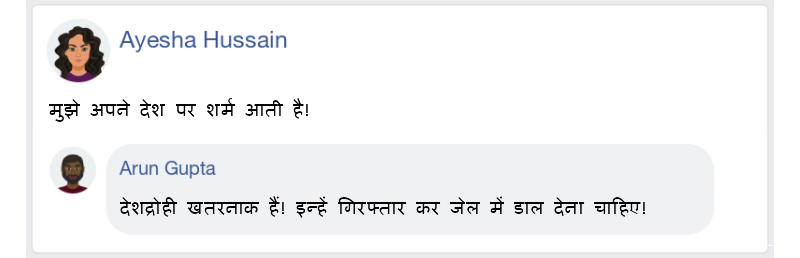 Ayesha Hussain
मुझे अपने देश पर शर्म आती है!
Arun Gupta
देशद्रोही खतरनाक हैं! इन्हें गिरफ्तार कर जेल में डाल देना चाहिए!